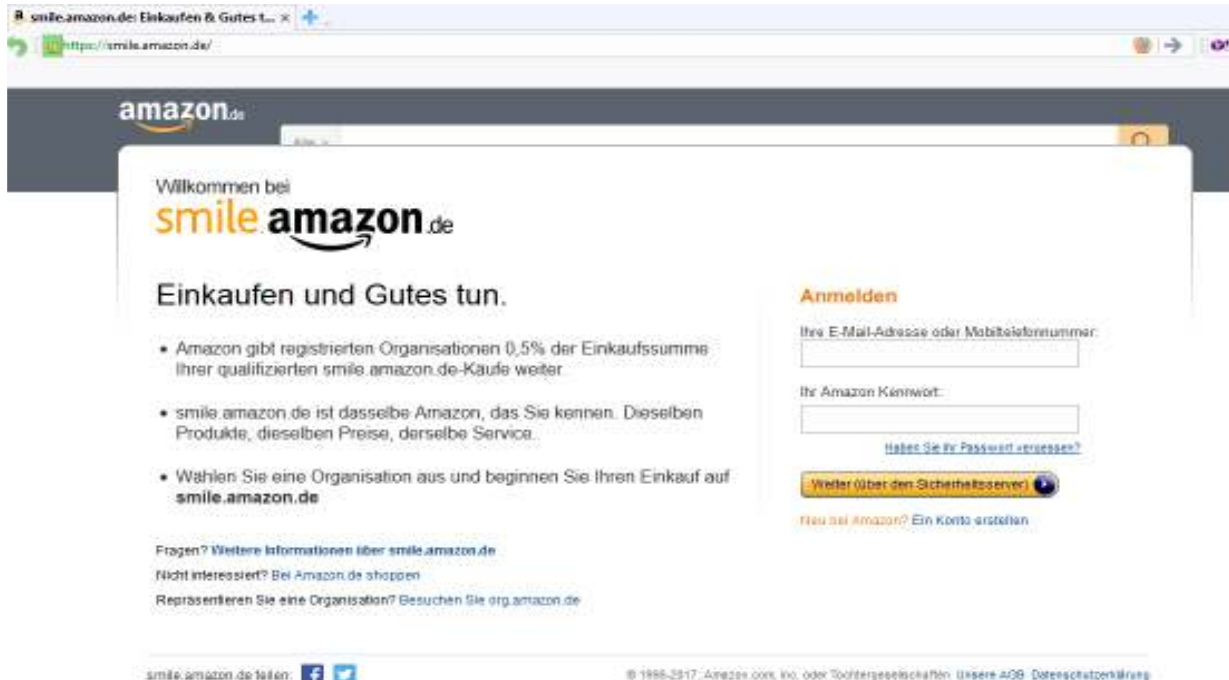 smile.amazon.de: Einkaufen & Gutes t...
https://smile.amazon.de/
amazon.de
Alle
Willkommen bei
smile.amazon.de
Einkaufen und Gutes tun.
• Amazon gibt registrierten Organisationen 0,5% der Einkaufssumme
Ihrer qualifizierten smile.amazon.de-Käufe weiter.
• smile.amazon.de ist dasselbe Amazon, das Sie kennen. Dieselben
Produkte, dieselben Preise, derselbe Service.
• Wählen Sie eine Organisation aus und beginnen Sie Ihren Einkauf auf
smile.amazon.de
Fragen? Weitere Informationen über smile.amazon.de
Nicht interessiert? Bei Amazon.de shoppen
Repräsentieren Sie eine Organisation? Besuchen Sie org.amazon.de
Anmelden
Ihre E-Mail-Adresse oder Mobiltelefonnummer:
Ihr Amazon Kennwort:
Haben Sie Ihr Passwort vergessen?
Weiter (über den Sicherheitsserver)
Neu bei Amazon? Ein Konto erstellen
smile.amazon.de teilen:
© 1998-2017, Amazon.com, Inc. oder Tochtergesellschaften Unsere AGB Datenschutzerklärung